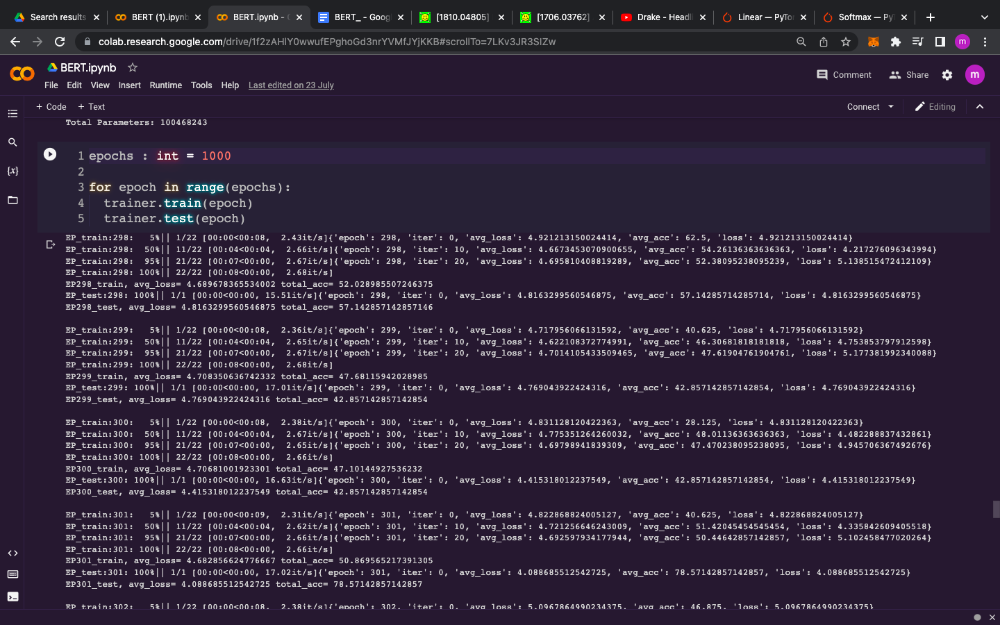 Search results
BERT (1).ipynb
BERT.ipynb - C
BERT_ - Goog
[1810.04805]
[1706.03762]
Drake - Headl
Linear — PyTor
Softmax — Py
colab.research.google.com/drive/1f2zAHlY0wwufEPghoGd3nrYVMfJYjKKB#scrollTo=7LKv3JR3SIZw
m
BERT.ipynb
File Edit View Insert Runtime Tools Help Last edited on 23 July
Comment Share m
+ Code + Text
Connect Editing
Total Parameters: 100468243
1 epochs : int = 1000
2
3 for epoch in range(epochs):
4 trainer.train(epoch)
5 trainer.test(epoch)
EP_train:298: 5%|| 1/22 [00:00<00:08, 2.43it/s]{'epoch': 298, 'iter': 0, 'avg_loss': 4.921213150024414, 'avg_acc': 62.5, 'loss': 4.921213150024414}
EP_train:298: 50%|| 11/22 [00:04<00:04, 2.66it/s]{'epoch': 298, 'iter': 10, 'avg_loss': 4.6673453070900655, 'avg_acc': 54.26136363636363, 'loss': 4.217276096343994}
EP_train:298: 95%|| 21/22 [00:07<00:00, 2.67it/s]{'epoch': 298, 'iter': 20, 'avg_loss': 4.695810408819289, 'avg_acc': 52.38095238095239, 'loss': 5.138515472412109}
EP_train:298: 100%|| 22/22 [00:08<00:00, 2.68it/s]
EP298_train, avg_loss= 4.689678365534002 total_acc= 52.028985507246375
EP_test:298: 100%|| 1/1 [00:00<00:00, 15.51it/s]{'epoch': 298, 'iter': 0, 'avg_loss': 4.8163299560546875, 'avg_acc': 57.14285714285714, 'loss': 4.8163299560546875}
EP298_test, avg_loss= 4.8163299560546875 total_acc= 57.142857142857146
EP_train:299: 5%|| 1/22 [00:00<00:08, 2.36it/s]{'epoch': 299, 'iter': 0, 'avg_loss': 4.717956066131592, 'avg_acc': 40.625, 'loss': 4.717956066131592}
EP_train:299: 50%|| 11/22 [00:04<00:04, 2.65it/s]{'epoch': 299, 'iter': 10, 'avg_loss': 4.622108372774991, 'avg_acc': 46.30681818181818, 'loss': 4.753853797912598}
EP_train:299: 95%|| 21/22 [00:07<00:00, 2.67it/s]{'epoch': 299, 'iter': 20, 'avg_loss': 4.7014105433509465, 'avg_acc': 47.61904761904761, 'loss': 5.177381992340088}
EP_train:299: 100%|| 22/22 [00:08<00:00, 2.68it/s]
EP299_train, avg_loss= 4.708350636742332 total_acc= 47.68115942028985
EP_test:299: 100%|| 1/1 [00:00<00:00, 17.01it/s]{'epoch': 299, 'iter': 0, 'avg_loss': 4.769043922424316, 'avg_acc': 42.857142857142854, 'loss': 4.769043922424316}
EP299_test, avg_loss= 4.769043922424316 total_acc= 42.857142857142854
EP_train:300: 5%|| 1/22 [00:00<00:08, 2.38it/s]{'epoch': 300, 'iter': 0, 'avg_loss': 4.831128120422363, 'avg_acc': 28.125, 'loss': 4.831128120422363}
EP_train:300: 50%|| 11/22 [00:04<00:04, 2.67it/s]{'epoch': 300, 'iter': 10, 'avg_loss': 4.775351264260032, 'avg_acc': 48.01136363636363, 'loss': 4.482288837432861}
EP_train:300: 95%|| 21/22 [00:07<00:00, 2.65it/s]{'epoch': 300, 'iter': 20, 'avg_loss': 4.69798941839309, 'avg_acc': 47.470238095238095, 'loss': 4.945706367492676}
EP_train:300: 100%|| 22/22 [00:08<00:00, 2.66it/s]
EP300_train, avg_loss= 4.70681001923301 total_acc= 47.10144927536232
EP_test:300: 100%|| 1/1 [00:00<00:00, 16.63it/s]{'epoch': 300, 'iter': 0, 'avg_loss': 4.415318012237549, 'avg_acc': 42.857142857142854, 'loss': 4.415318012237549}
EP300_test, avg_loss= 4.415318012237549 total_acc= 42.857142857142854
EP_train:301: 5%|| 1/22 [00:00<00:09, 2.31it/s]{'epoch': 301, 'iter': 0, 'avg_loss': 4.822868824005127, 'avg_acc': 40.625, 'loss': 4.822868824005127}
EP_train:301: 50%|| 11/22 [00:04<00:04, 2.62it/s]{'epoch': 301, 'iter': 10, 'avg_loss': 4.721256646243009, 'avg_acc': 51.42045454545454, 'loss': 4.335842609405518}
EP_train:301: 95%|| 21/22 [00:07<00:00, 2.66it/s]{'epoch': 301, 'iter': 20, 'avg_loss': 4.692597934177944, 'avg_acc': 50.44642857142857, 'loss': 5.102458477020264}
EP_train:301: 100%|| 22/22 [00:08<00:00, 2.66it/s]
EP301_train, avg_loss= 4.682856624776667 total_acc= 50.869565217391305
EP_test:301: 100%|| 1/1 [00:00<00:00, 17.02it/s]{'epoch': 301, 'iter': 0, 'avg_loss': 4.088685512542725, 'avg_acc': 78.57142857142857, 'loss': 4.088685512542725}
EP301_test, avg_loss= 4.088685512542725 total_acc= 78.57142857142857
EP_train:302: 5%|| 1/22 [00:00<00:08, 2.38it/s]{'epoch': 302, 'iter': 0, 'avg_loss': 5.0967864990234375, 'avg_acc': 46.875, 'loss': 5.0967864990234375}